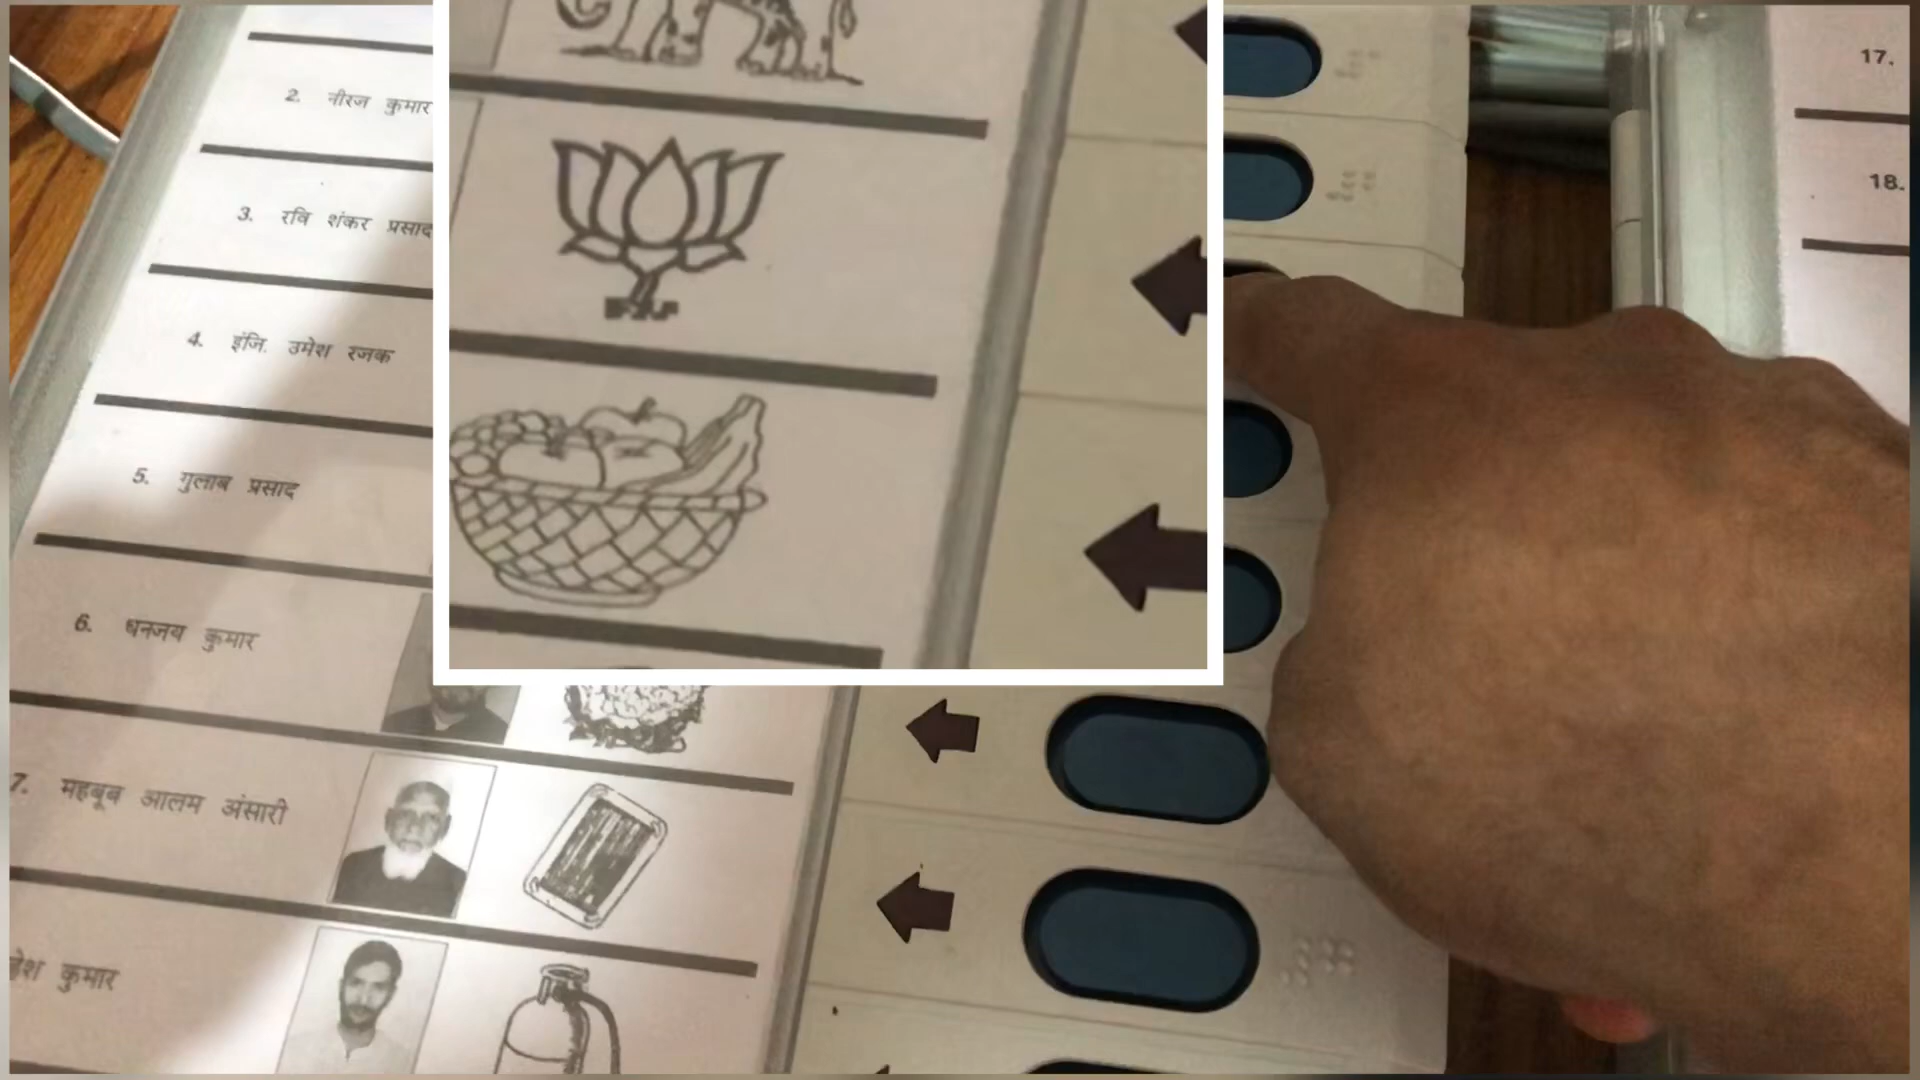 2. नीरज कुमार
3. रवि शंकर प्रसाद
4. इंजि. उमेश रजक
5. गुलाब प्रसाद
6. धनजय कुमार
7. महबूब आलम अंसारी
कुमार
17.
18.